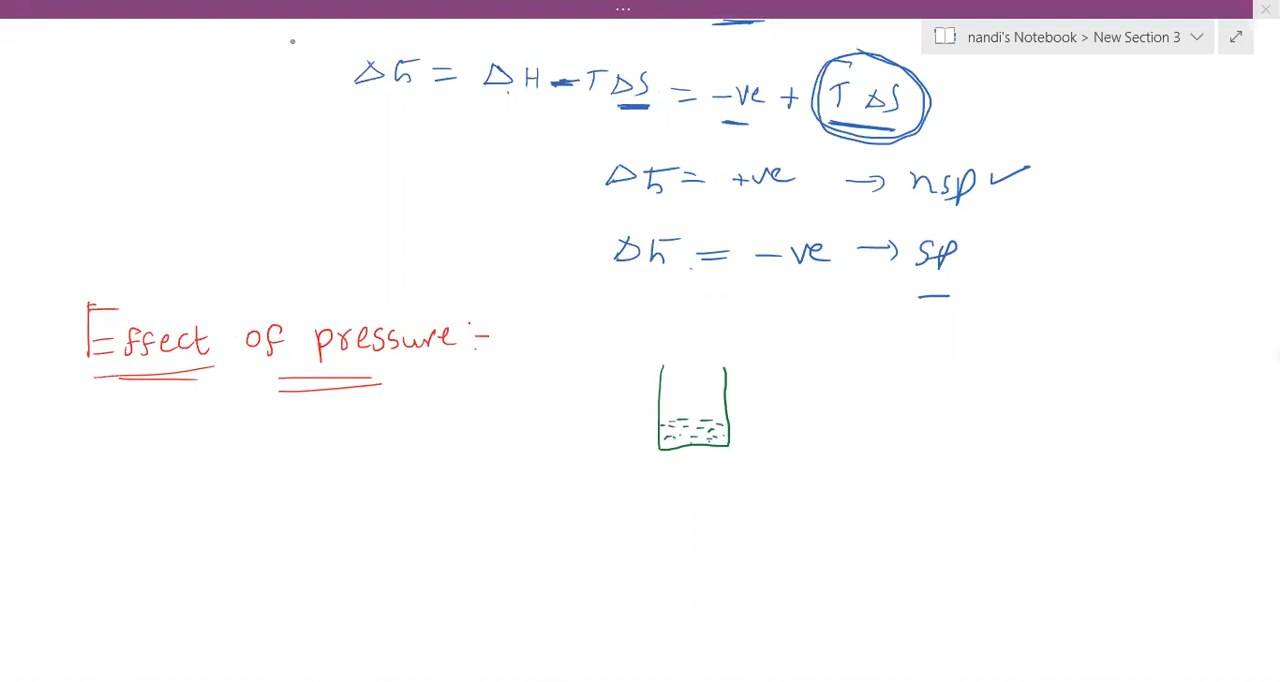 nandi's Notebook > New Section 3
ΔG = ΔH - TΔS = -ve + TΔS
ΔG = +ve → nsp ✓
ΔG = -ve → sp
Effect of pressure :-